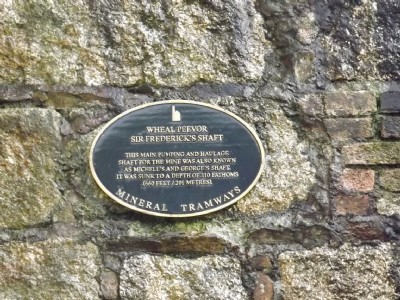 WHEAL PEEVOR
SIR FREDERICK'S SHAFT
THIS MAIN PUMPING AND HAULAGE
SHAFT FOR THE MINE WAS ALSO KNOWN
AS MICHELL'S AND GEORGE'S SHAFT.
IT WAS SUNK TO A DEPTH OF 110 FATHOMS
(660 FEET / 201 METRES)
MINERAL TRAMWAYS